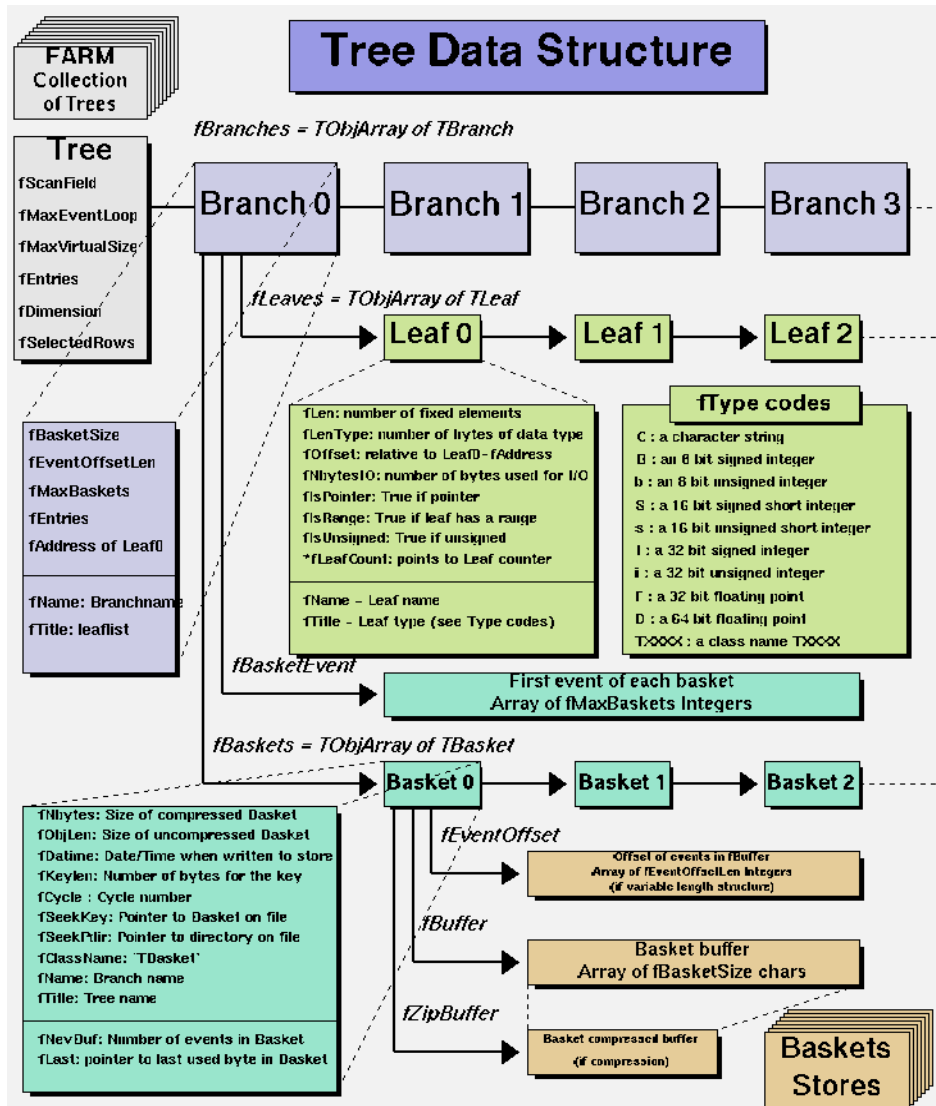 FARM
Collection
of Trees
Tree Data Structure
fBranches = TObjArray of TBranch
Tree
fScanField
fMaxEventLoop
fMaxVirtualSize
fEntries
fDimension
fSelectedRows
Branch 0
Branch 1
Branch 2
Branch 3
fLeaves = TObjArray of TLeaf
Leaf 0
Leaf 1
Leaf 2
fBasketSize
fEventOffsetLen
fMaxBaskets
fEntries
fAddress of Leaf0
fName: Branchname
fTitle: leaflist
fLen: number of fixed elements
fLenType: number of bytes of data type
fOffset: relative to Leaf0-fAddress
fNbytesIO: number of bytes used for I/O
fIsPointer: True if pointer
fIsRange: True if leaf has a range
fIsUnsigned: True if unsigned
*fLeafCount: points to Leaf counter
fName - Leaf name
fTitle - Leaf type (see Type codes)
fType codes
C : a character string
B : an 8 bit signed integer
b : an 8 bit unsigned integer
S : a 16 bit signed short integer
s : a 16 bit unsigned short integer
I : a 32 bit signed integer
i : a 32 bit unsigned integer
F : a 32 bit floating point
D : a 64 bit floating point
TXXXX : a class name TXXXX
fBasketEvent
First event of each basket
Array of fMaxBaskets Integers
fBaskets = TObjArray of TBasket
Basket 0
Basket 1
Basket 2
fNbytes: Size of compressed Basket
fObjLen: Size of uncompressed Basket
fDatime: Date/Time when written to store
fKeylen: Number of bytes for the key
fCycle : Cycle number
fSeekKey: Pointer to Basket on file
fSeekPdir: Pointer to directory on file
fClassName: 'TBasket'
fName: Branch name
fTitle: Tree name
fNevBuf: Number of events in Basket
fLast: pointer to last used byte in Basket
fEventOffset
Offset of events in fBuffer
Array of fEventOffsetLen Integers
(if variable length structure)
fBuffer
Basket buffer
Array of fBasketSize chars
fZipBuffer
Basket compressed buffer
(if compression)
Baskets
Stores